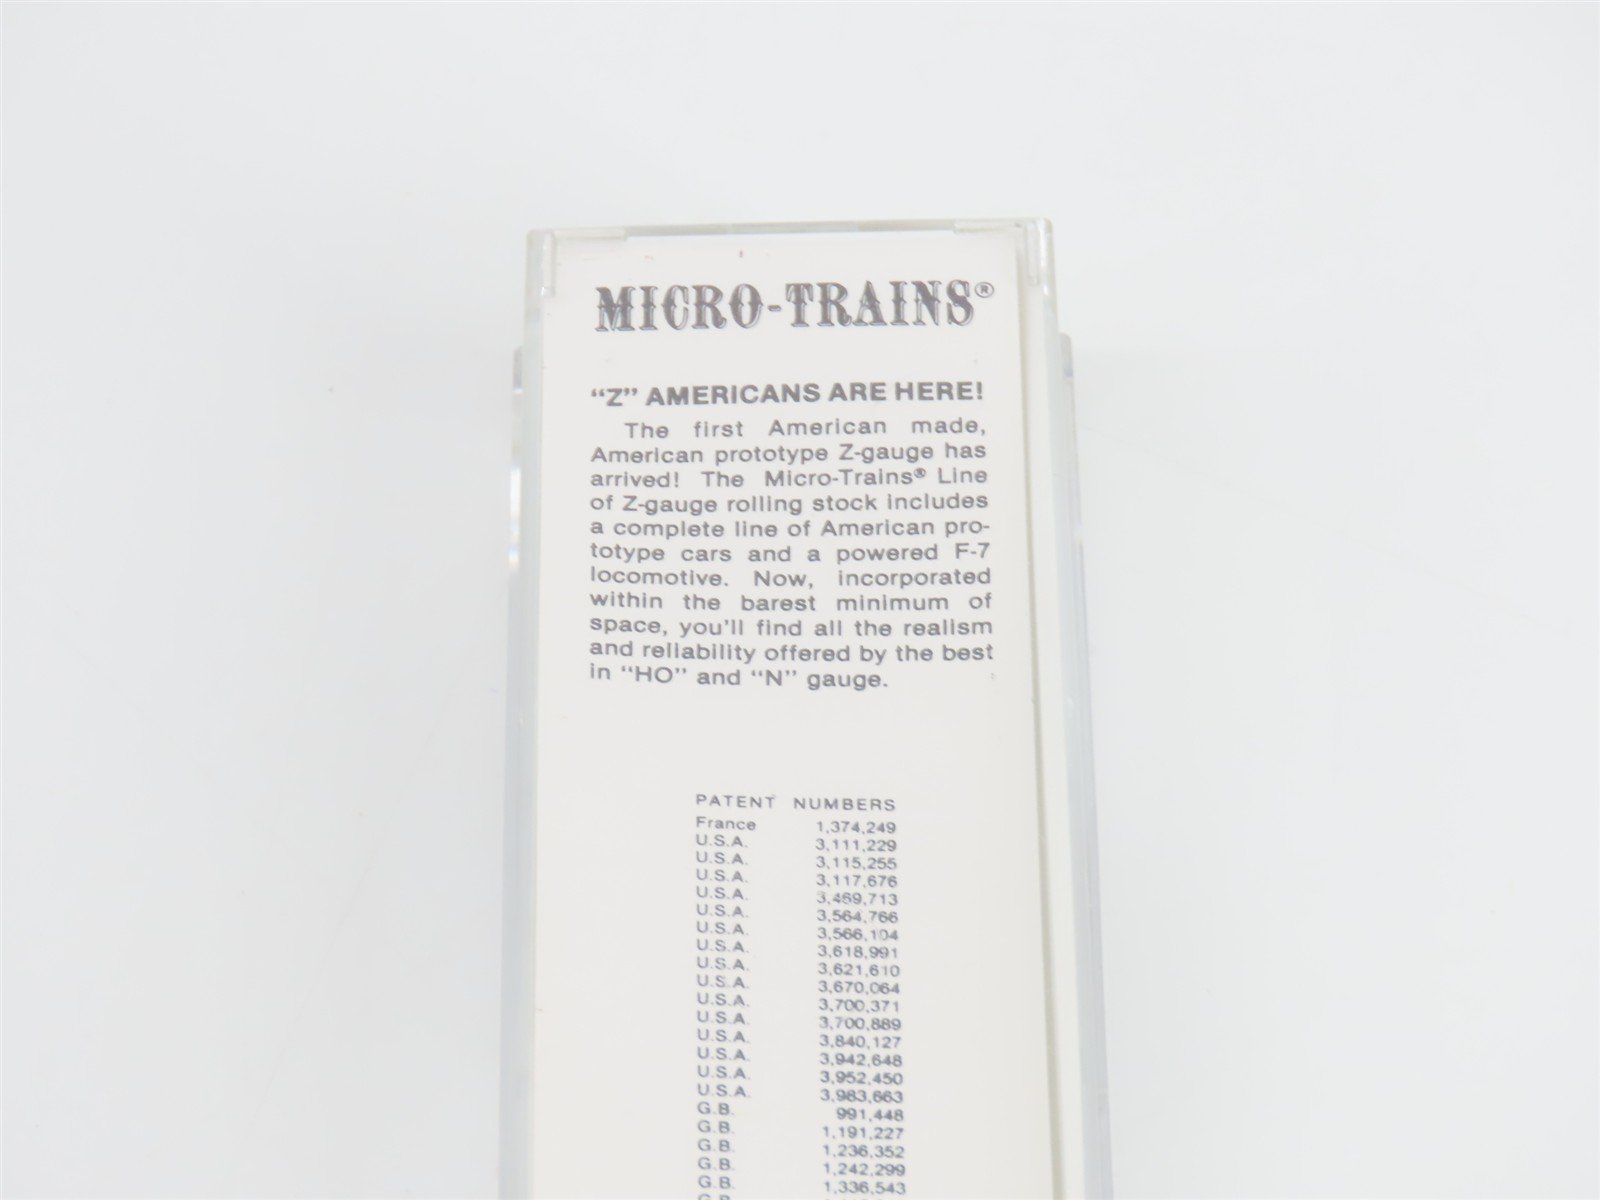 MICRO-TRAINS®
“Z” AMERICANS ARE HERE!
The first American made,
American prototype Z-gauge has
arrived! The Micro-Trains® Line
of Z-gauge rolling stock includes
a complete line of American pro-
totype cars and a powered F-7
locomotive. Now, incorporated
within the barest minimum of
space, you'll find all the realism
and reliability offered by the best
in “HO” and “N” gauge.
PATENT NUMBERS
France 1,374,249
U.S.A. 3,111,229
U.S.A. 3,115,255
U.S.A. 3,117,676
U.S.A. 3,469,713
U.S.A. 3,564,766
U.S.A. 3,566,104
U.S.A. 3,618,991
U.S.A. 3,621,610
U.S.A. 3,670,064
U.S.A. 3,700,371
U.S.A. 3,700,889
U.S.A. 3,840,127
U.S.A. 3,942,648
U.S.A. 3,952,450
U.S.A. 3,983,663
G.B. 991,448
G.B. 1,191,227
G.B. 1,236,352
G.B. 1,242,299
G.B. 1,336,543
G.B.